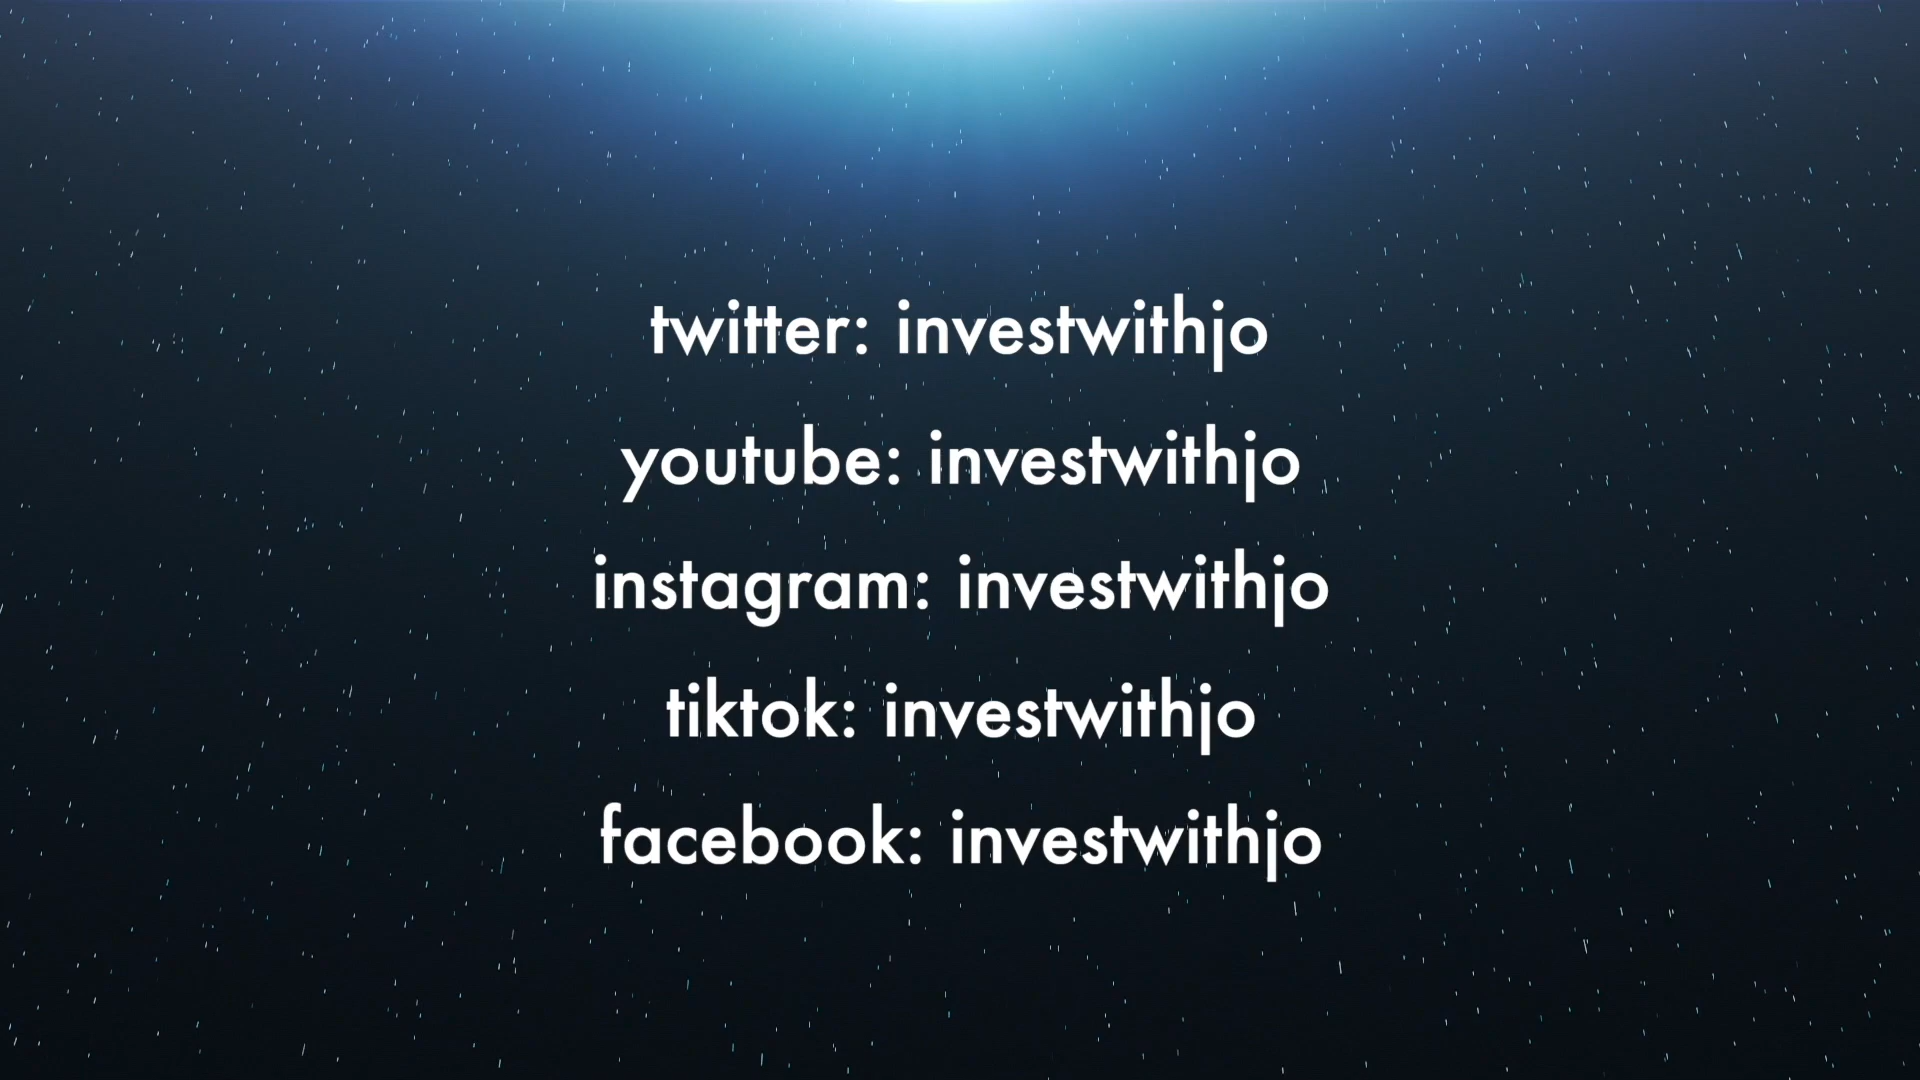 twitter: investwithjo
youtube: investwithjo
instagram: investwithjo
tiktok: investwithjo
facebook: investwithjo